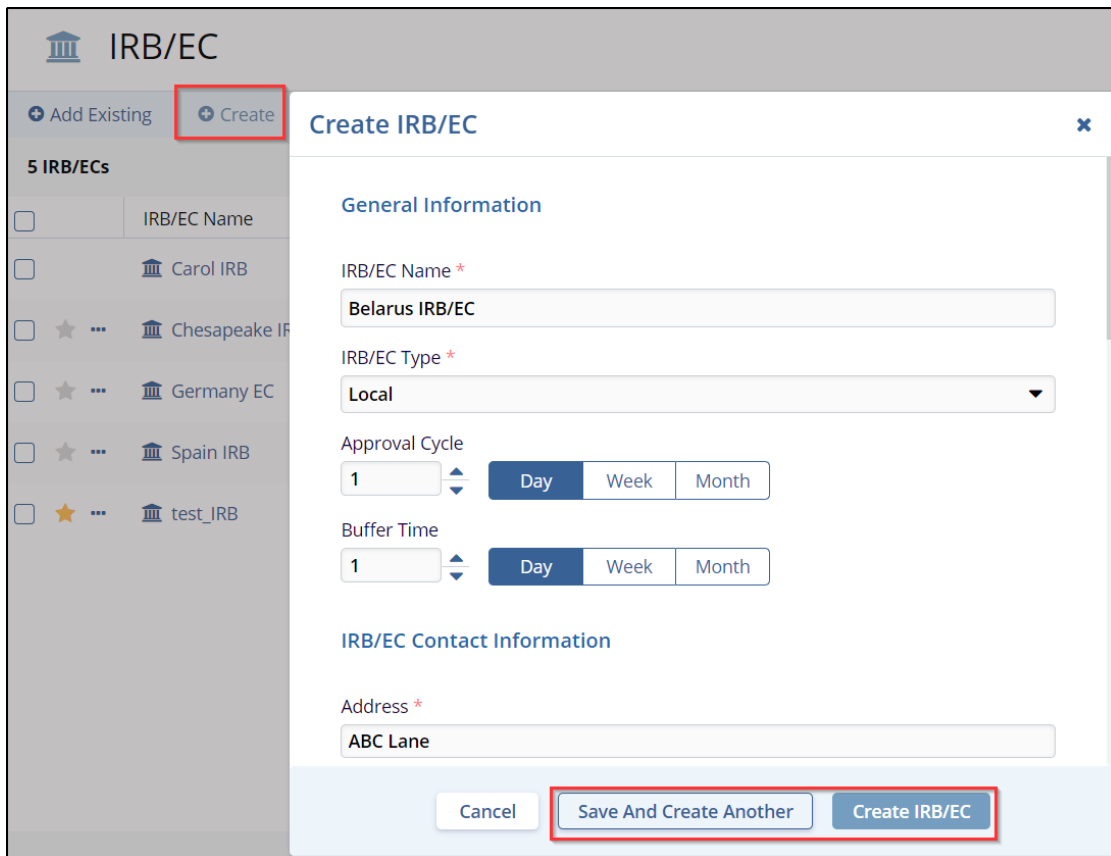 IRB/EC
Add Existing
Create
5 IRB/ECs
IRB/EC Name
Carol IRB
Chesapeake
Germany EC
Spain IRB
test_IRB
Create IRB/EC
General Information
IRB/EC Name *
Belarus IRB/EC
IRB/EC Type *
Local
Approval Cycle
1 Day Week Month
Buffer Time
1 Day Week Month
IRB/EC Contact Information
Address *
ABC Lane
Cancel Save And Create Another Create IRB/EC